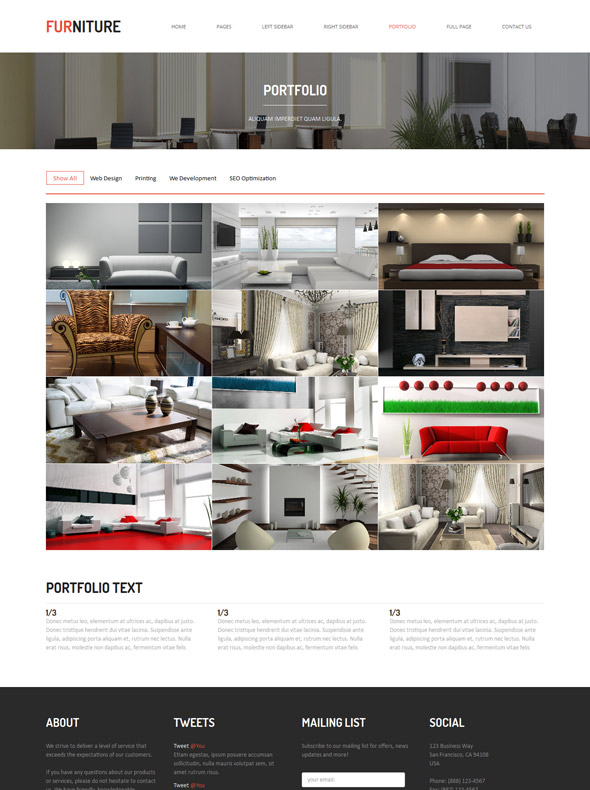 FURNITURE
HOME PAGES LEFT SIDEBAR RIGHT SIDEBAR PORTFOLIO FULL PAGE CONTACT US
PORTFOLIO
ALIQUAM IMPERDIET QUAM LIGULA.
Show All Web Design Printing We Development SEO Optimization
PORTFOLIO TEXT
1/3
Donec metus leo, elementum at ultrices ac, dapibus at justo.
Donec tristique hendrerit dui vitae lacinia. Suspendisse ante
ligula, adipiscing porta aliquam et, rutrum nec lectus. Nulla
erat risus, molestie non dapibus ac, fermentum vitae felis
1/3
Donec metus leo, elementum at ultrices ac, dapibus at justo.
Donec tristique hendrerit dui vitae lacinia. Suspendisse ante
ligula, adipiscing porta aliquam et, rutrum nec lectus. Nulla
erat risus, molestie non dapibus ac, fermentum vitae felis
1/3
Donec metus leo, elementum at ultrices ac, dapibus at justo.
Donec tristique hendrerit dui vitae lacinia. Suspendisse ante
ligula, adipiscing porta aliquam et, rutrum nec lectus. Nulla
erat risus, molestie non dapibus ac, fermentum vitae felis
ABOUT
We strive to deliver a level of service that
exceeds the expectations of our customers.
If you have any questions about our products
or services, please do not hesitate to contact
TWEETS
Tweet @You
Etiam egestas, ipsum posuere accumsan
sollicitudin, nulla mauris volutpat sem, sit
amet rutrum risus.
Tweet @You
MAILING LIST
Subscribe to our mailing list for offers, news
updates and more!
your email:
SOCIAL
123 Business Way
San Francisco, CA 94108
USA
Phone: (888) 123-4567